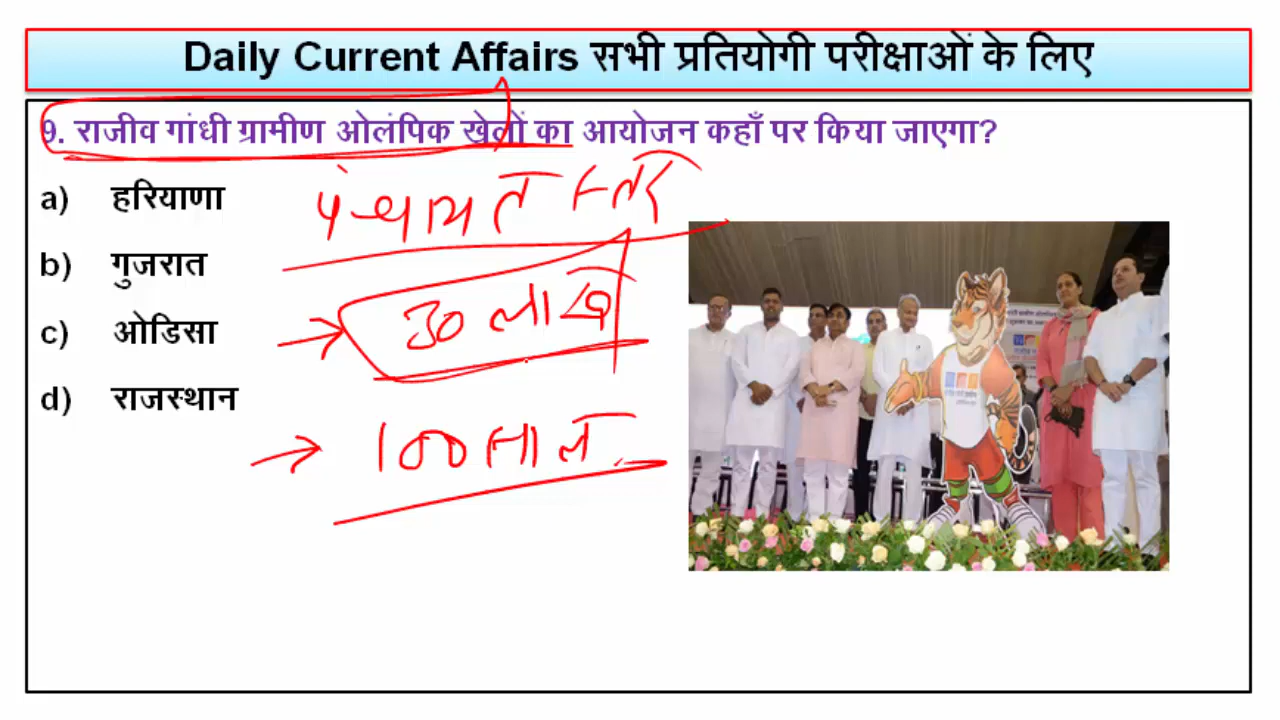 Daily Current Affairs सभी प्रतियोगी परीक्षाओं के लिए
9. राजीव गांधी ग्रामीण ओलंपिक खेलों का आयोजन कहाँ पर किया जाएगा?
a) हरियाणा
पंचायत स्तर
b) गुजरात
c) ओडिसा
→ 30 लाख
d) राजस्थान
→ 100 साल